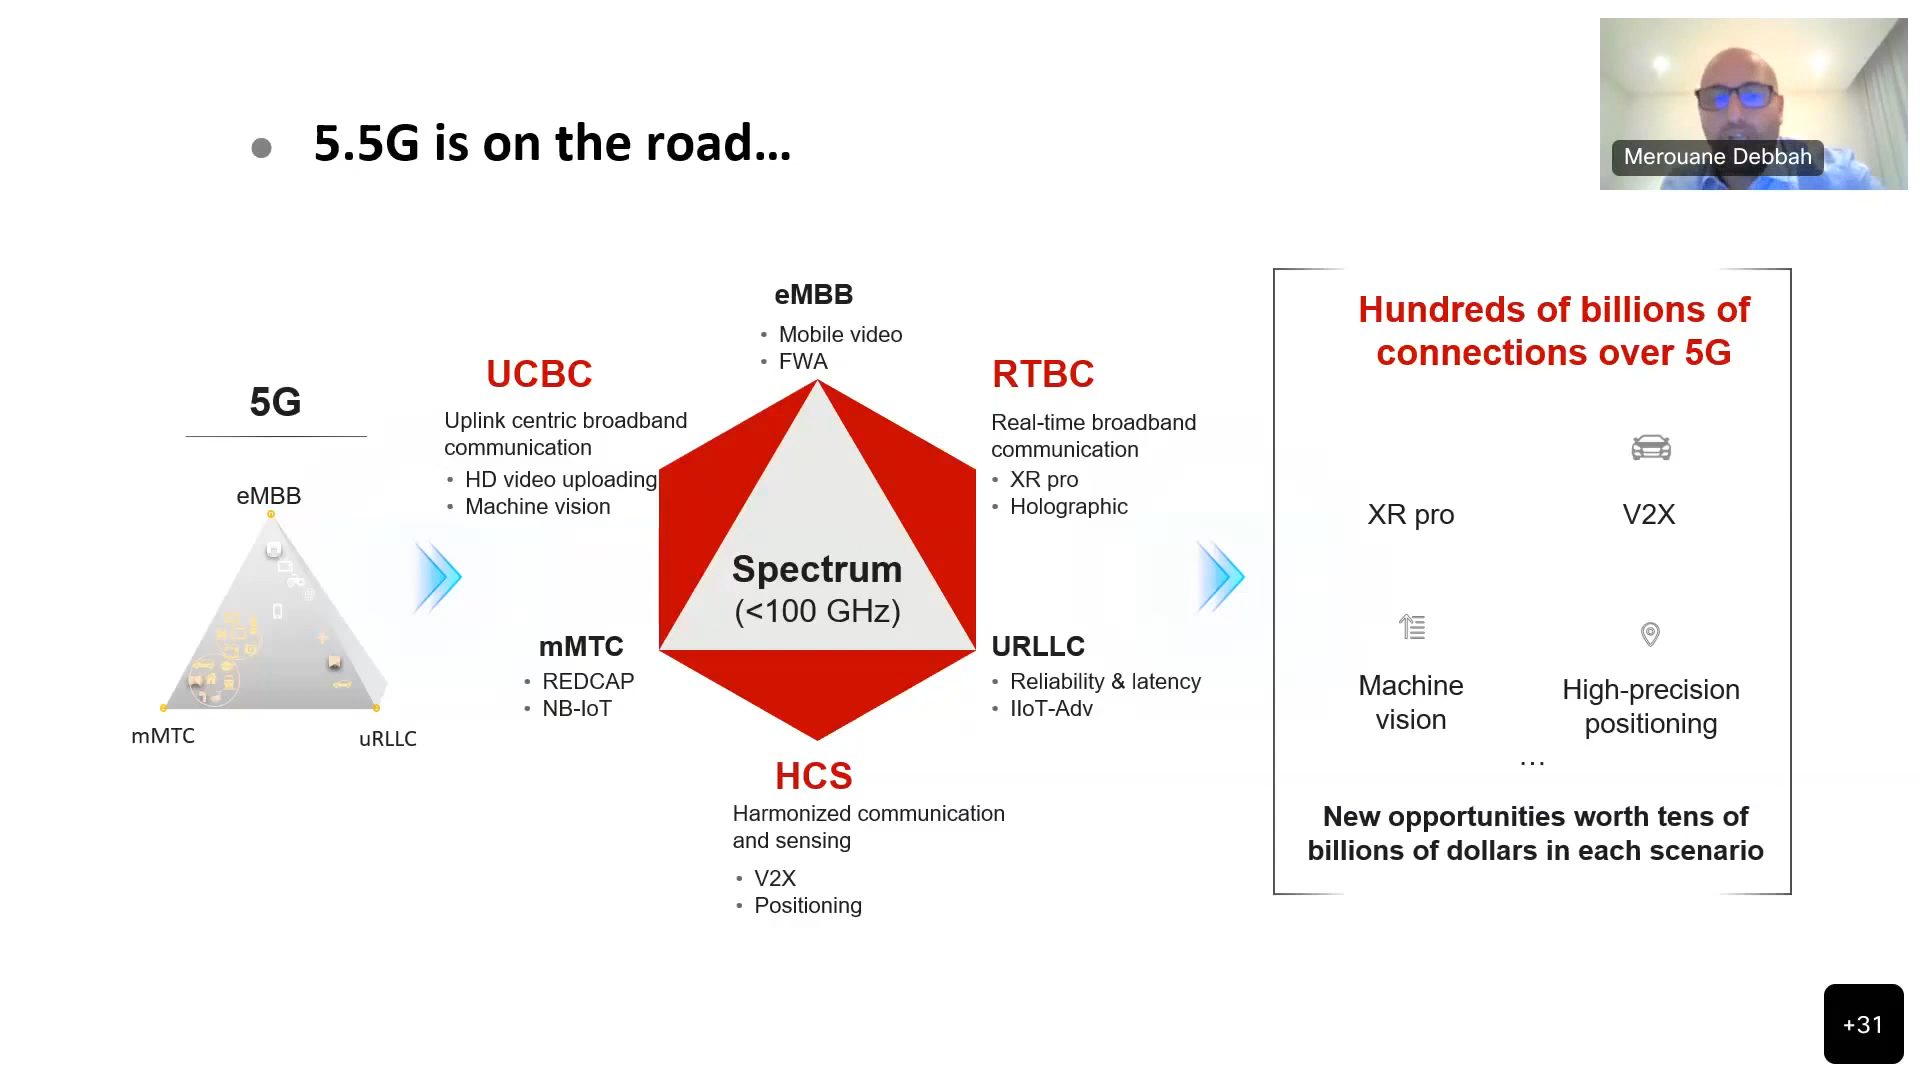 5.5G is on the road...
Merouane Debbah
5G
eMBB
mMTC
uRLLC
UCBC
Uplink centric broadband
communication
• HD video uploading
• Machine vision
eMBB
• Mobile video
• FWA
RTBC
Real-time broadband
communication
• XR pro
• Holographic
Spectrum
(<100 GHz)
mMTC
• REDCAP
• NB-IoT
URLLC
• Reliability & latency
• IIoT-Adv
HCS
Harmonized communication
and sensing
• V2X
• Positioning
Hundreds of billions of
connections over 5G
XR pro
V2X
Machine
vision
High-precision
positioning
...
New opportunities worth tens of
billions of dollars in each scenario
+31